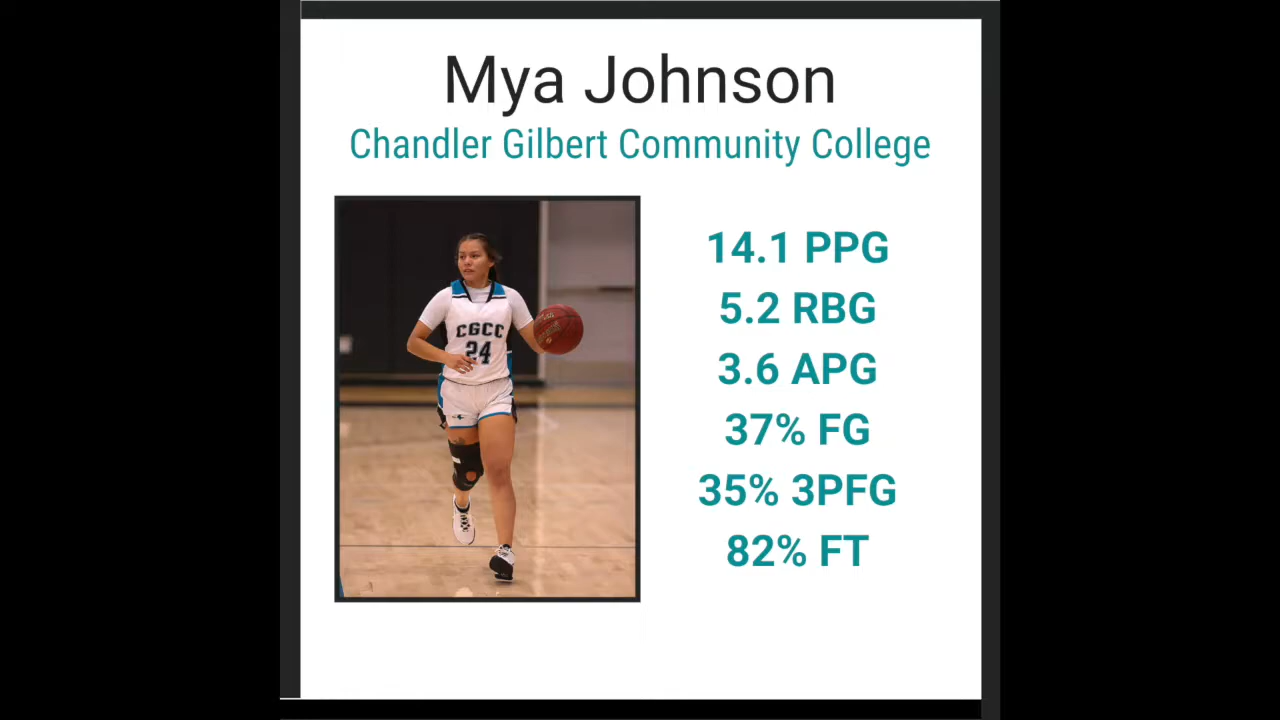 Mya Johnson
Chandler Gilbert Community College
CGCC
24
14.1 PPG
5.2 RBG
3.6 APG
37% FG
35% 3PFG
82% FT